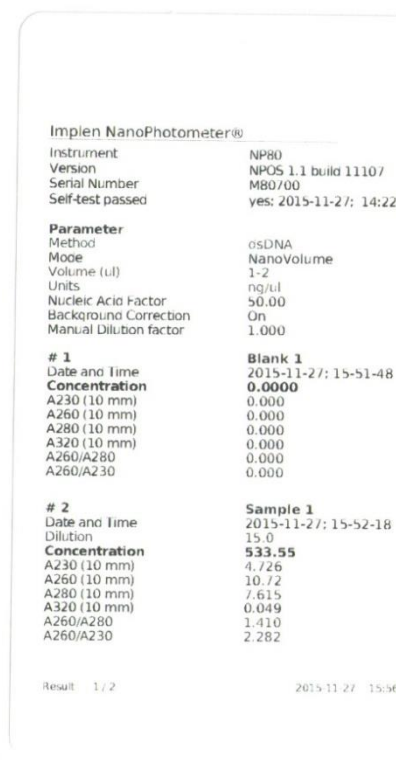 Implen NanoPhotometer®
Instrument NP80
Version NPOS 1.1 build 11107
Serial Number M80700
Self-test passed yes; 2015-11-27; 14:22
Parameter
Method dsDNA
Mode NanoVolume
Volume (ul) 1-2
Units ng/ul
Nucleic Acid Factor 50.00
Background Correction On
Manual Dilution factor 1.000
# 1 Blank 1
Date and Time 2015-11-27; 15-51-48
Concentration 0.0000
A230 (10 mm) 0.000
A260 (10 mm) 0.000
A280 (10 mm) 0.000
A320 (10 mm) 0.000
A260/A280 0.000
A260/A230 0.000
# 2 Sample 1
Date and Time 2015-11-27; 15-52-18
Dilution 15.0
Concentration 533.55
A230 (10 mm) 4.726
A260 (10 mm) 10.72
A280 (10 mm) 7.615
A320 (10 mm) 0.049
A260/A280 1.410
A260/A230 2.282
Result 1 / 2 2015-11-27 15:56